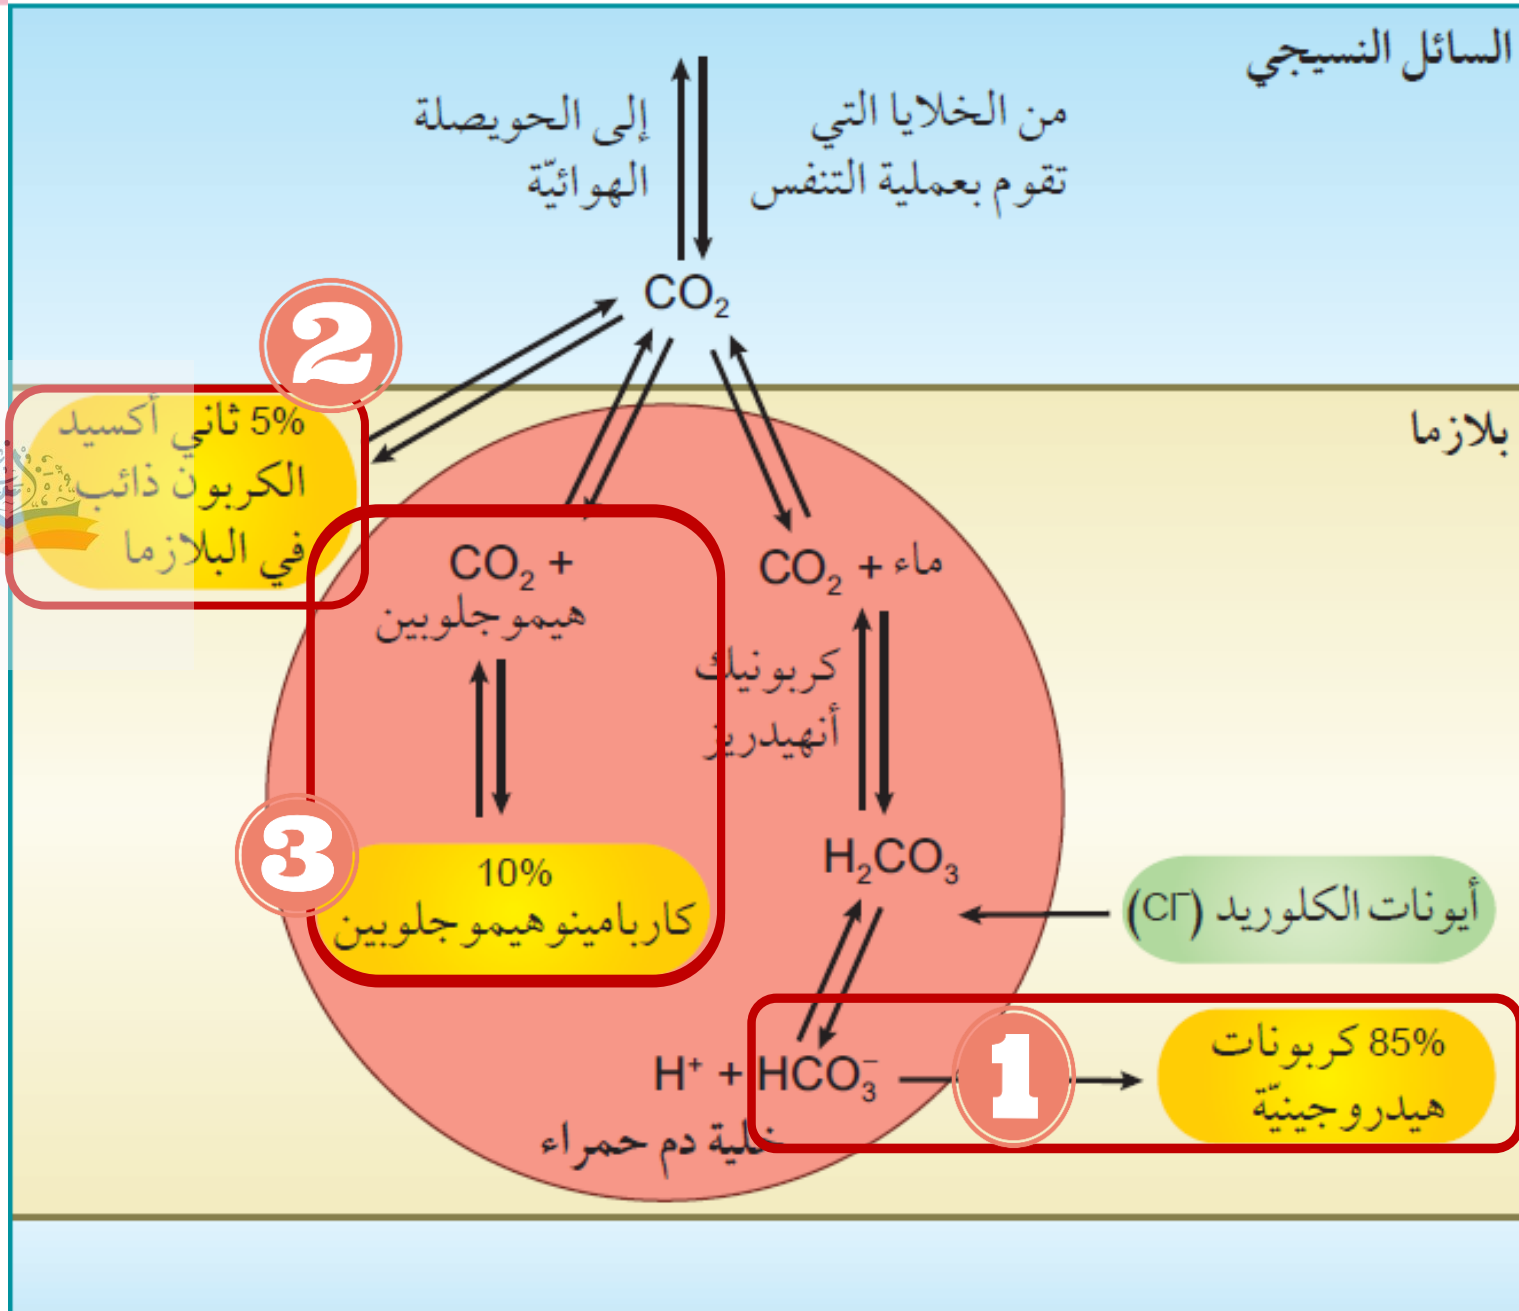 السائل النسيجي
من الخلايا التي
تقوم بعملية التنفس
إلى الحويصلة
الهوائيّة
CO₂
2
بلازما
5% ثاني أكسيد
الكربون ذائب
في البلازما
CO₂ + ماء
CO₂ +
هيموجلوبين
كربونيك
أنهيدريز
3
10%
كاربامينوهيموجلوبين
H₂CO₃
أيونات الكلوريد (Cl⁻)
H⁺ + HCO₃⁻
1
85% كربونات
هيدروجينيّة
خلية دم حمراء